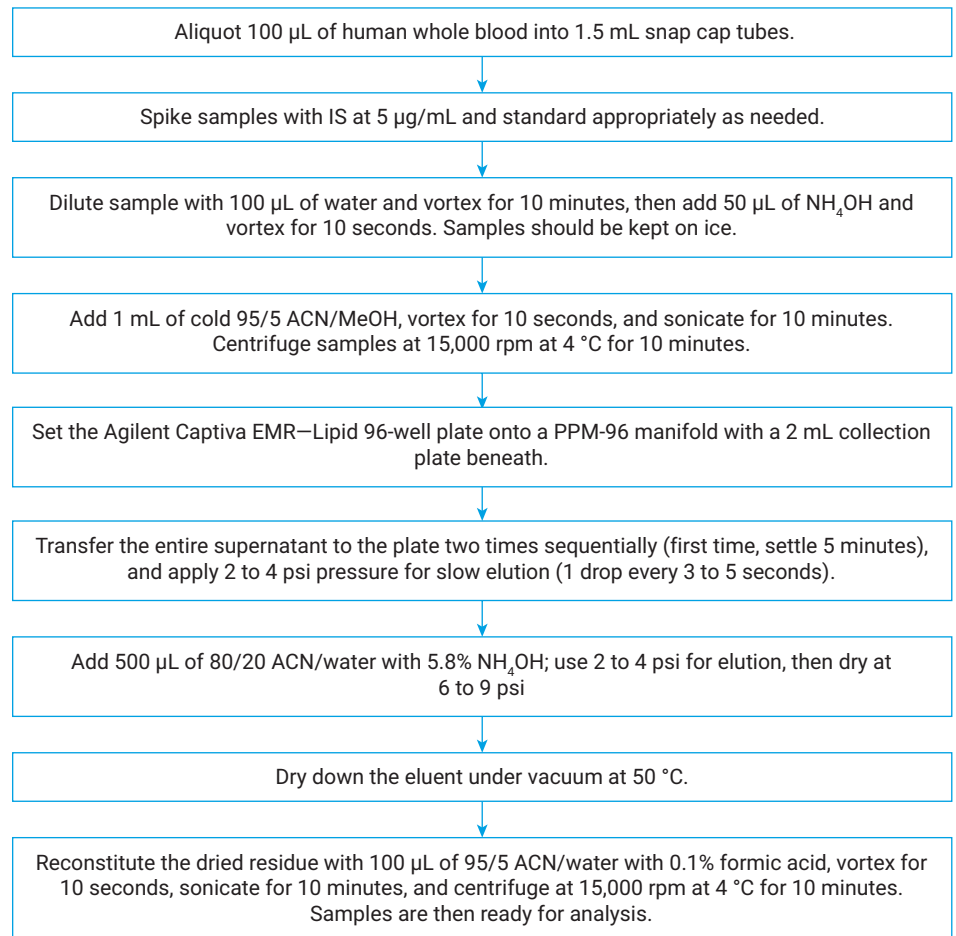 Aliquot 100 µL of human whole blood into 1.5 mL snap cap tubes.
Spike samples with IS at 5 µg/mL and standard appropriately as needed.
Dilute sample with 100 µL of water and vortex for 10 minutes, then add 50 µL of NH₄OH and
vortex for 10 seconds. Samples should be kept on ice.
Add 1 mL of cold 95/5 ACN/MeOH, vortex for 10 seconds, and sonicate for 10 minutes.
Centrifuge samples at 15,000 rpm at 4 °C for 10 minutes.
Set the Agilent Captiva EMR—Lipid 96-well plate onto a PPM-96 manifold with a 2 mL collection
plate beneath.
Transfer the entire supernatant to the plate two times sequentially (first time, settle 5 minutes),
and apply 2 to 4 psi pressure for slow elution (1 drop every 3 to 5 seconds).
Add 500 µL of 80/20 ACN/water with 5.8% NH₄OH; use 2 to 4 psi for elution, then dry at
6 to 9 psi
Dry down the eluent under vacuum at 50 °C.
Reconstitute the dried residue with 100 µL of 95/5 ACN/water with 0.1% formic acid, vortex for
10 seconds, sonicate for 10 minutes, and centrifuge at 15,000 rpm at 4 °C for 10 minutes.
Samples are then ready for analysis.